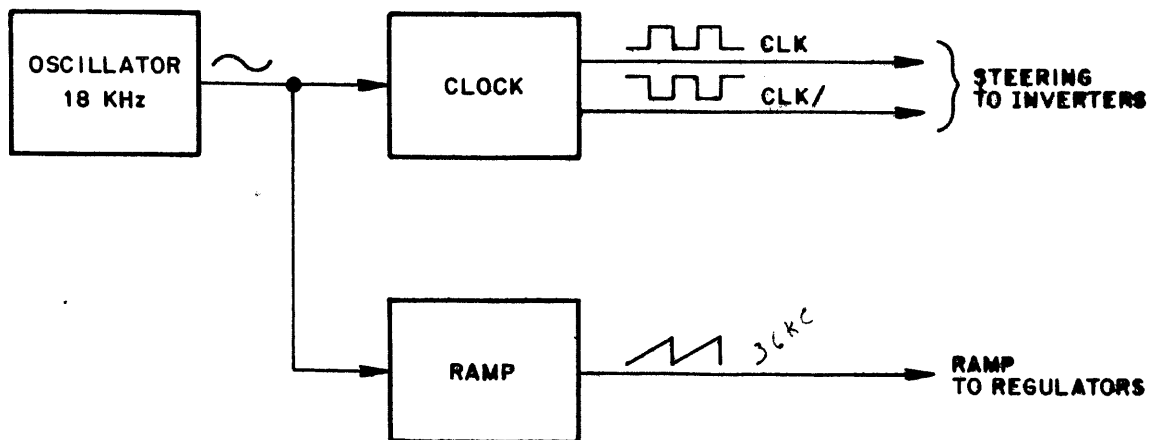 OSCILLATOR
18 KHz
CLOCK
CLK
CLK/
STEERING
TO INVERTERS
RAMP
36KC
RAMP
TO REGULATORS